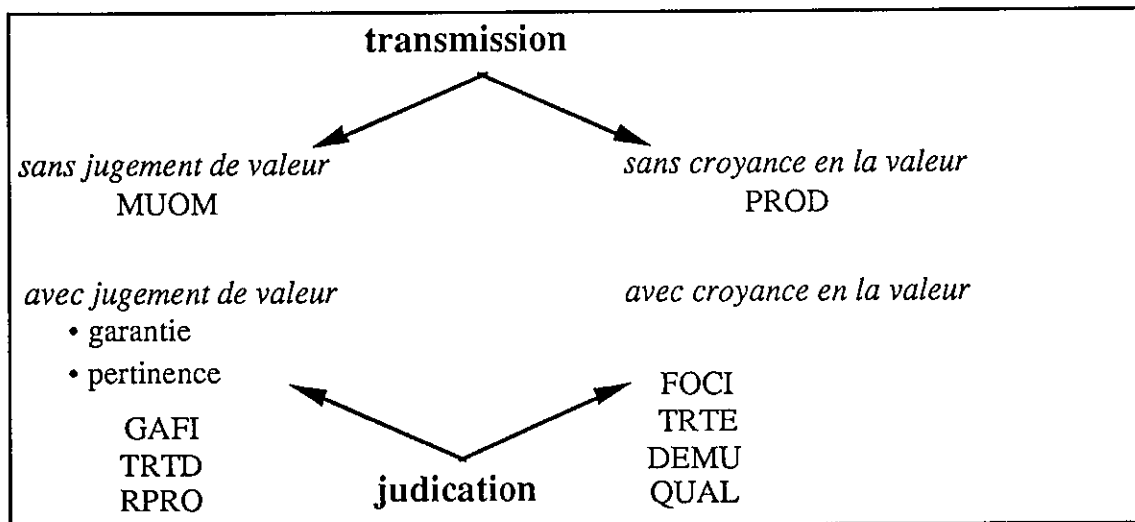 transmission
sans jugement de valeur
MUOM
sans croyance en la valeur
PROD
avec jugement de valeur
• garantie
• pertinence
GAFI
TRTD
RPRO
avec croyance en la valeur
FOCI
TRTE
DEMU
QUAL
judication